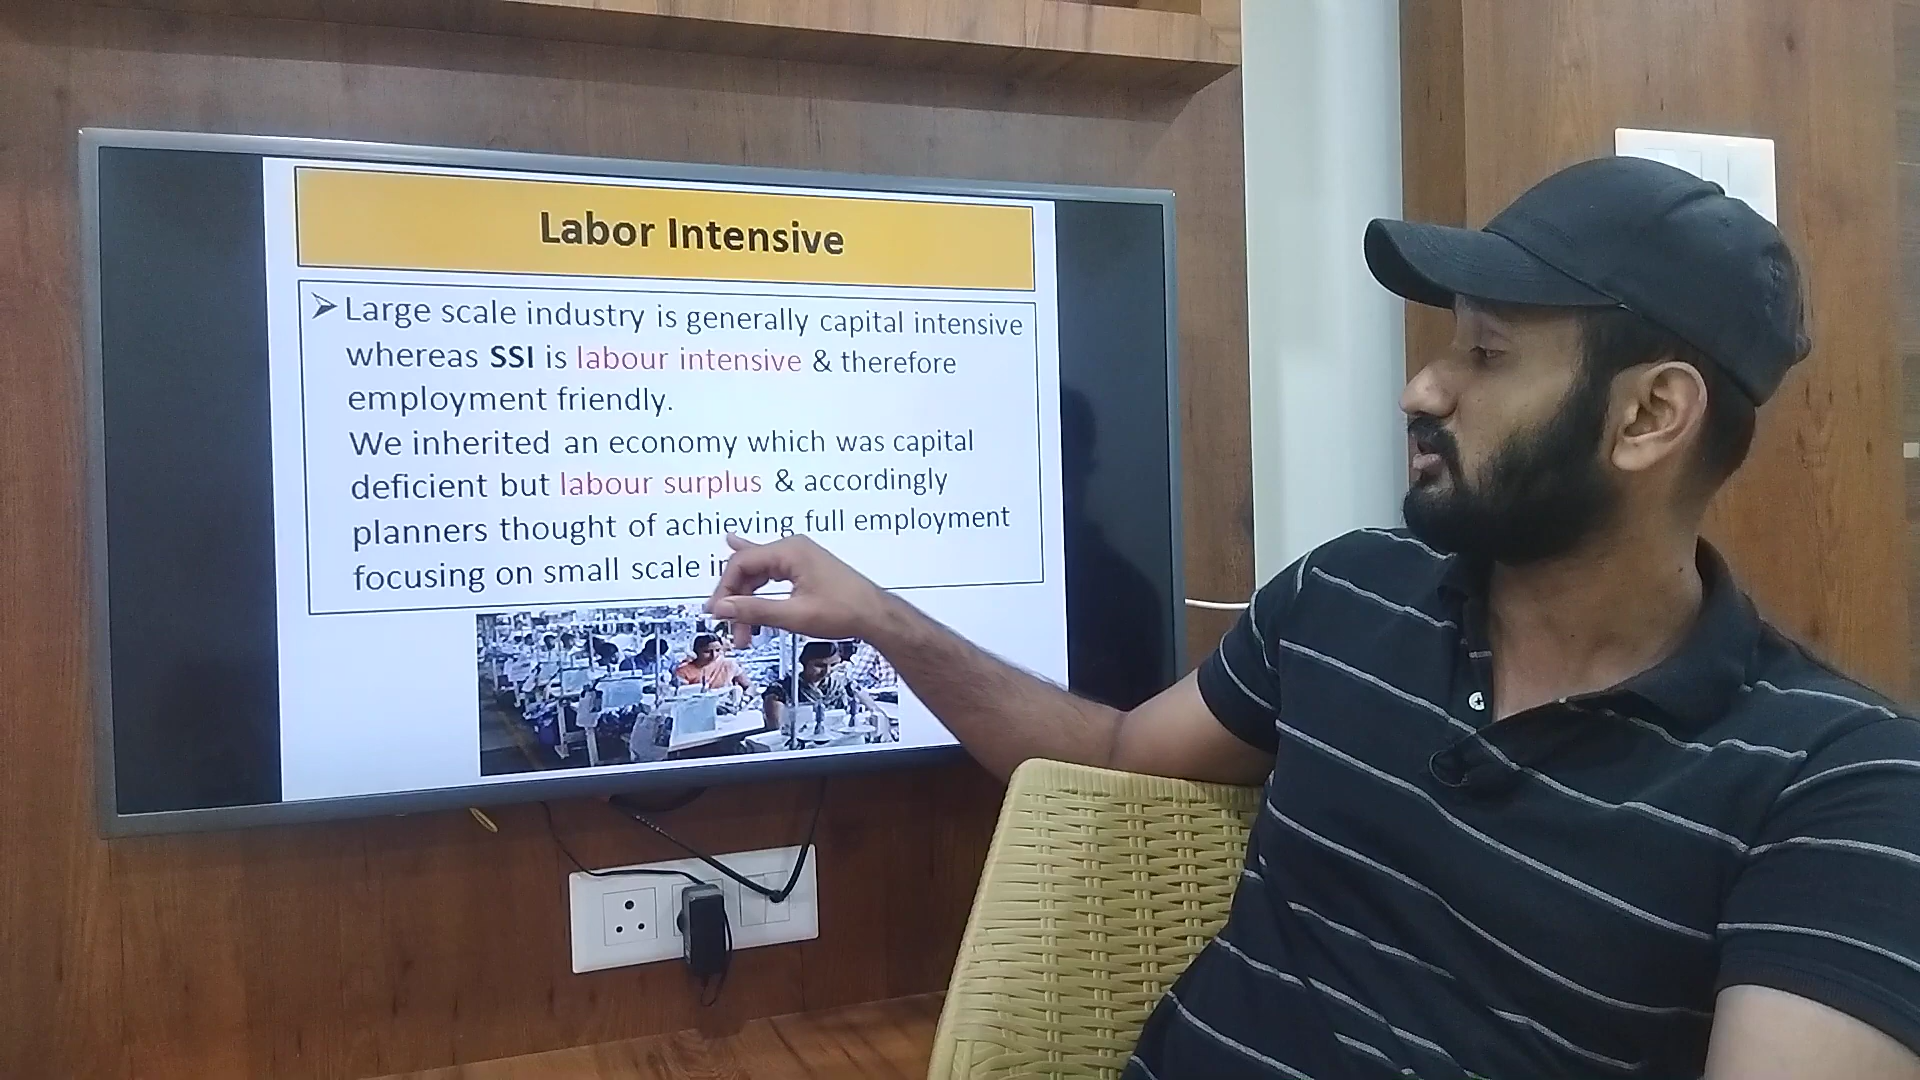 Labor Intensive
➢Large scale industry is generally capital intensive
whereas SSI is labour intensive & therefore
employment friendly.
We inherited an economy which was capital
deficient but labour surplus & accordingly
planners thought of achieving full employment
focusing on small scale